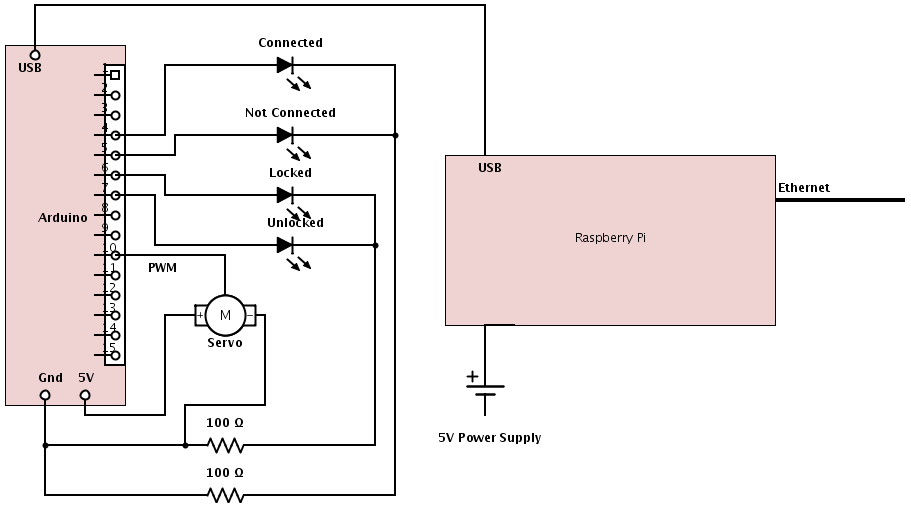 Connected
USB
1
2
3
4
5
6
7
8
9
10
11
12
13
14
15
Not Connected
Locked
Unlocked
Arduino
PWM
+ M −
Servo
Gnd 5V
100 Ω
100 Ω
USB
Ethernet
Raspberry Pi
+
5V Power Supply